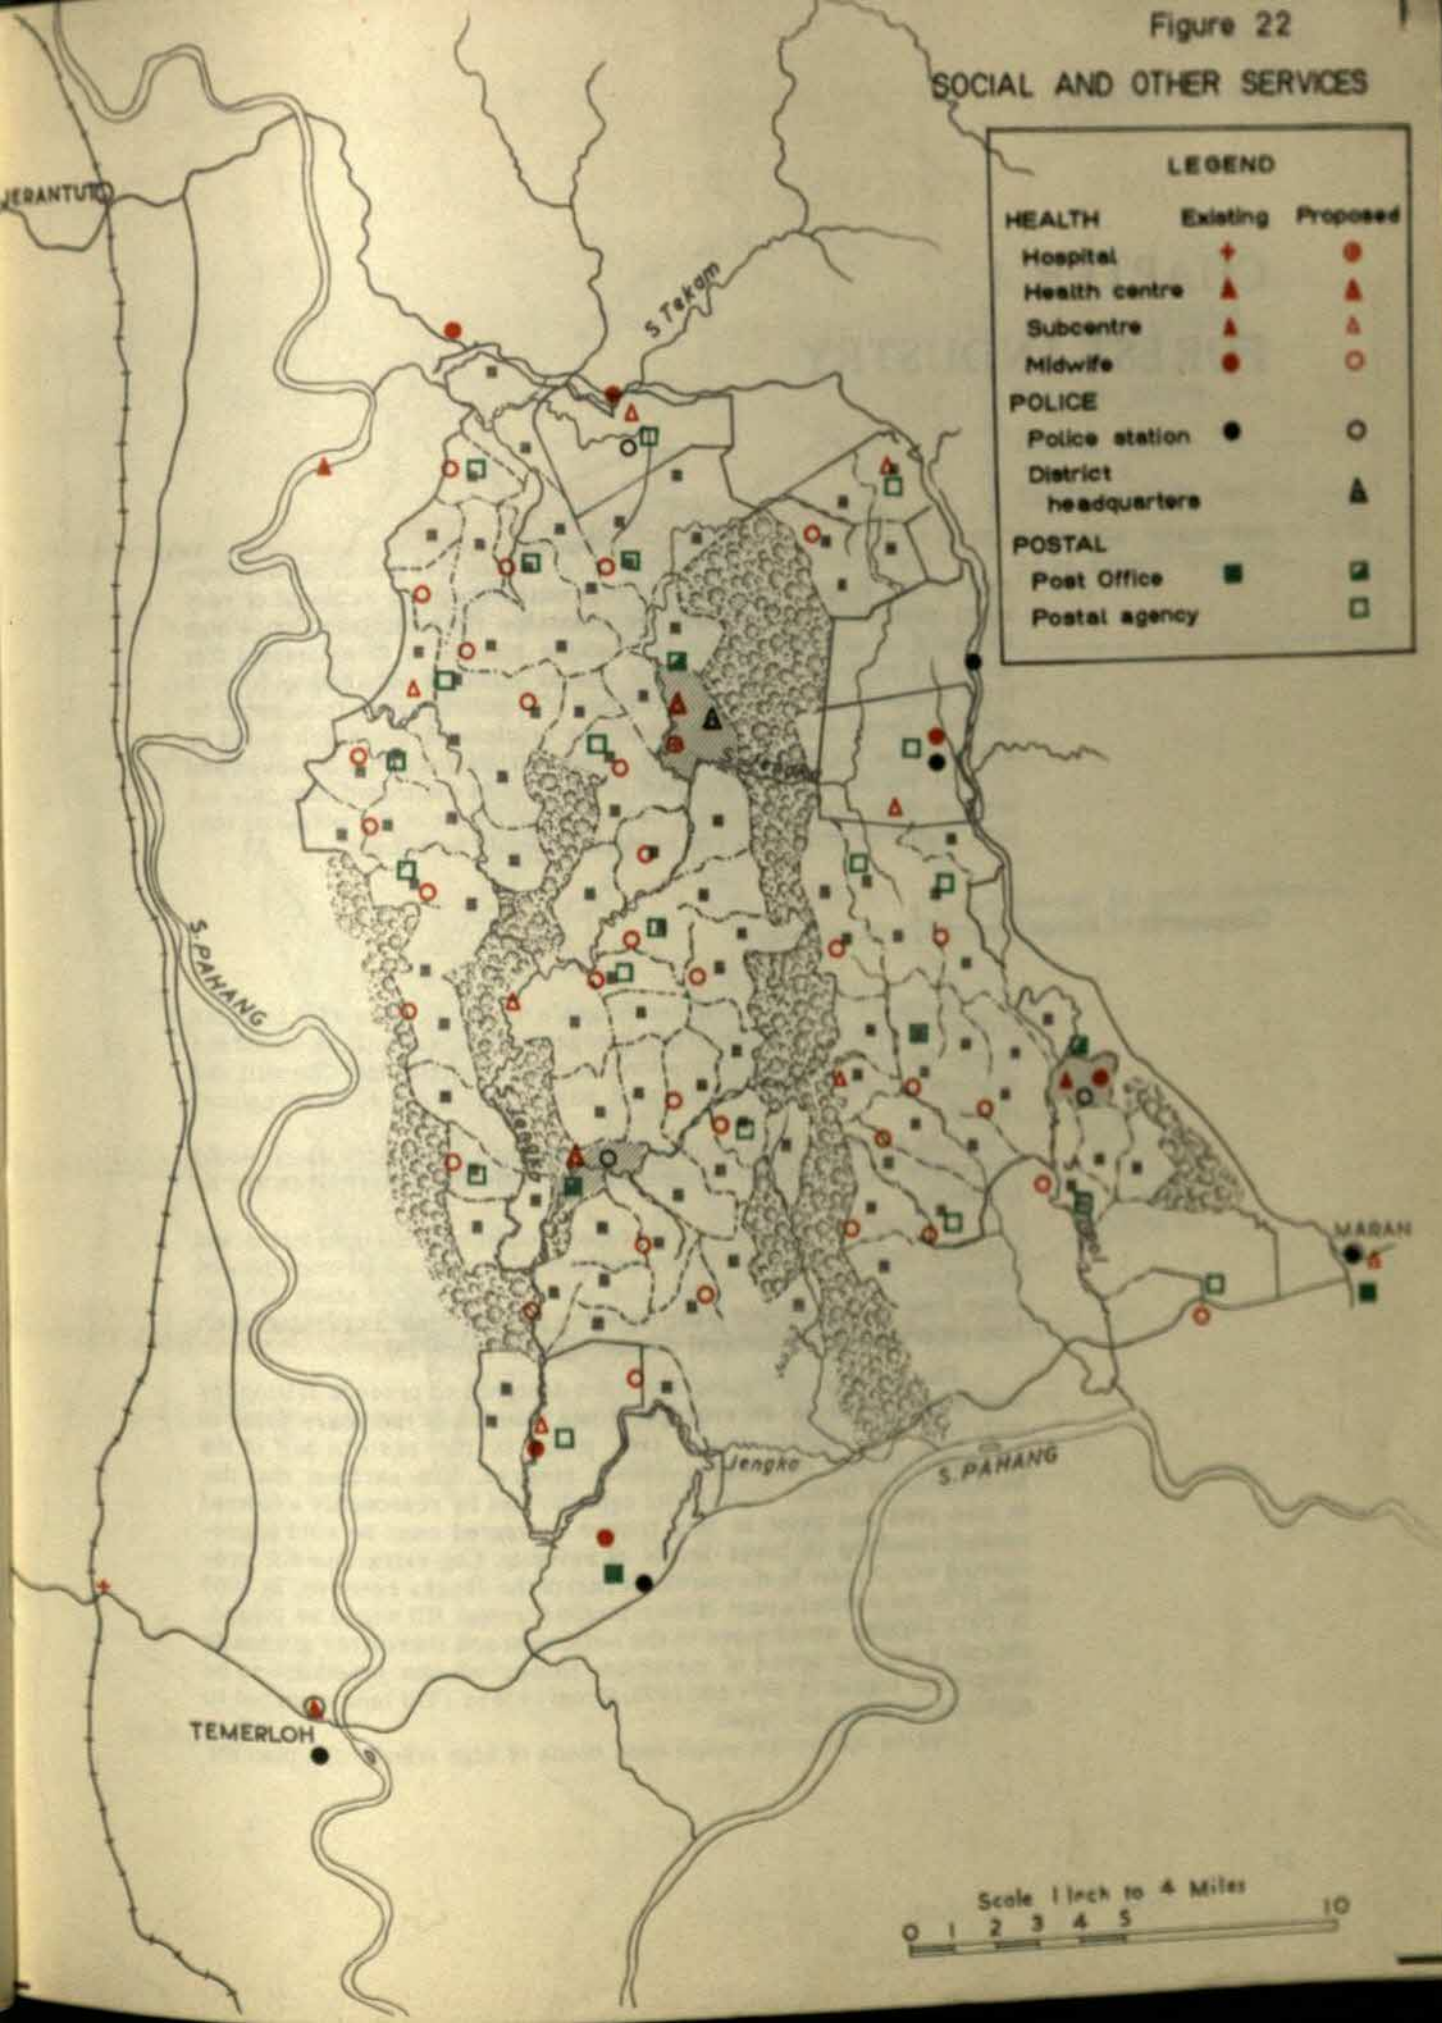 Figure 22
SOCIAL AND OTHER SERVICES
LEGEND
HEALTH Existing Proposed
Hospital
Health centre
Subcentre
Midwife
POLICE
Police station
District
headquarters
POSTAL
Post Office
Postal agency
JERANTUT
S Tekam
S. PAHANG
Jengka
MARAN
S. Jengka
S. PAHANG
TEMERLOH
Scale 1 Inch to 4 Miles
0 1 2 3 4 5 10